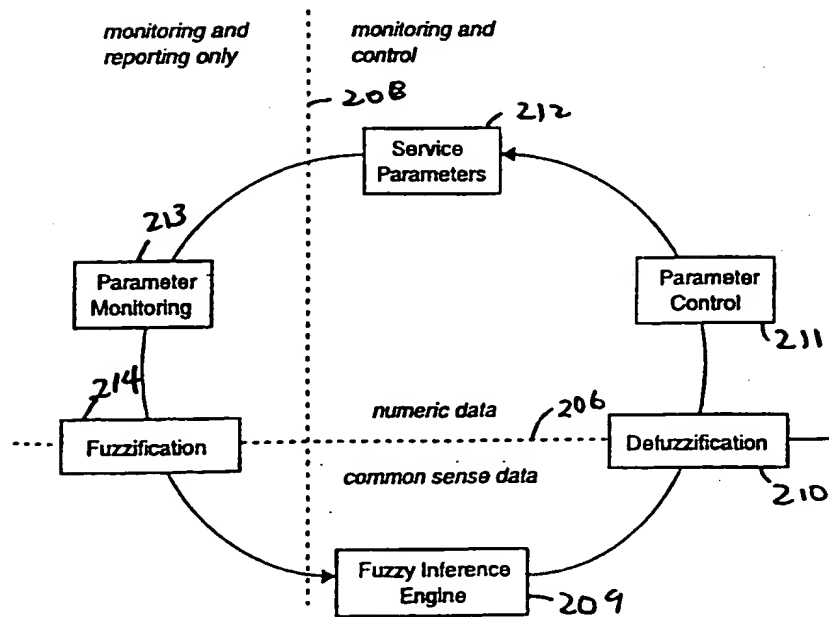 monitoring and
reporting only
monitoring and
control
208
212
Service
Parameters
213
Parameter
Monitoring
Parameter
Control
211
214
numeric data
206
Fuzzification
Defuzzification
common sense data
210
Fuzzy Inference
Engine
209